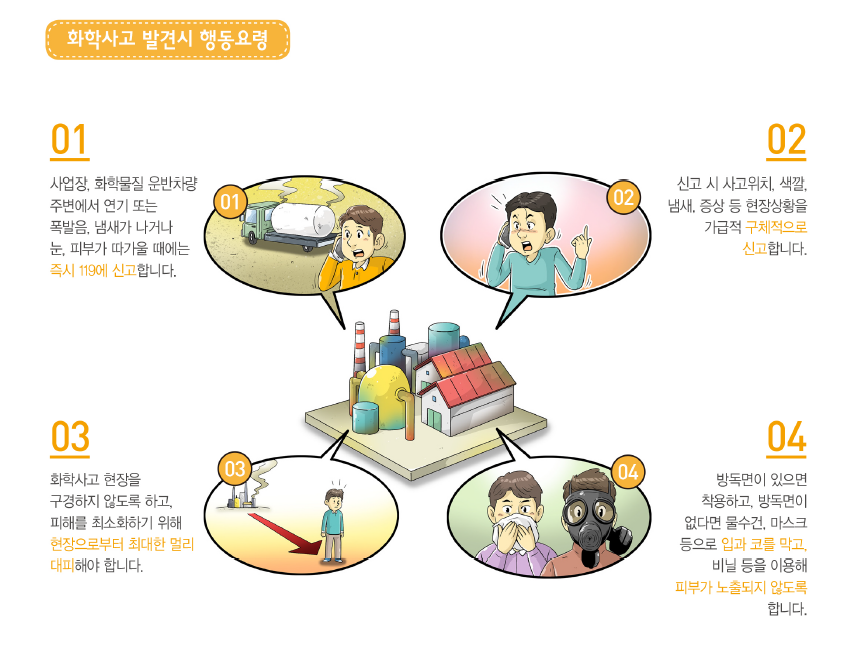 화학사고 발견시 행동요령
01
사업장, 화학물질 운반차량
주변에서 연기 또는
폭발음, 냄새가 나거나
눈, 피부가 따가울 때에는
즉시 119에 신고합니다.
02
신고 시 사고위치, 색깔,
냄새, 증상 등 현장상황을
가급적 구체적으로
신고합니다.
01
02
03
화학사고 현장을
구경하지 않도록 하고,
피해를 최소화하기 위해
현장으로부터 최대한 멀리
대피해야 합니다.
04
방독면이 있으면
착용하고, 방독면이
없다면 물수건, 마스크
등으로 입과 코를 막고,
비닐 등을 이용해
피부가 노출되지 않도록
합니다.
03
04